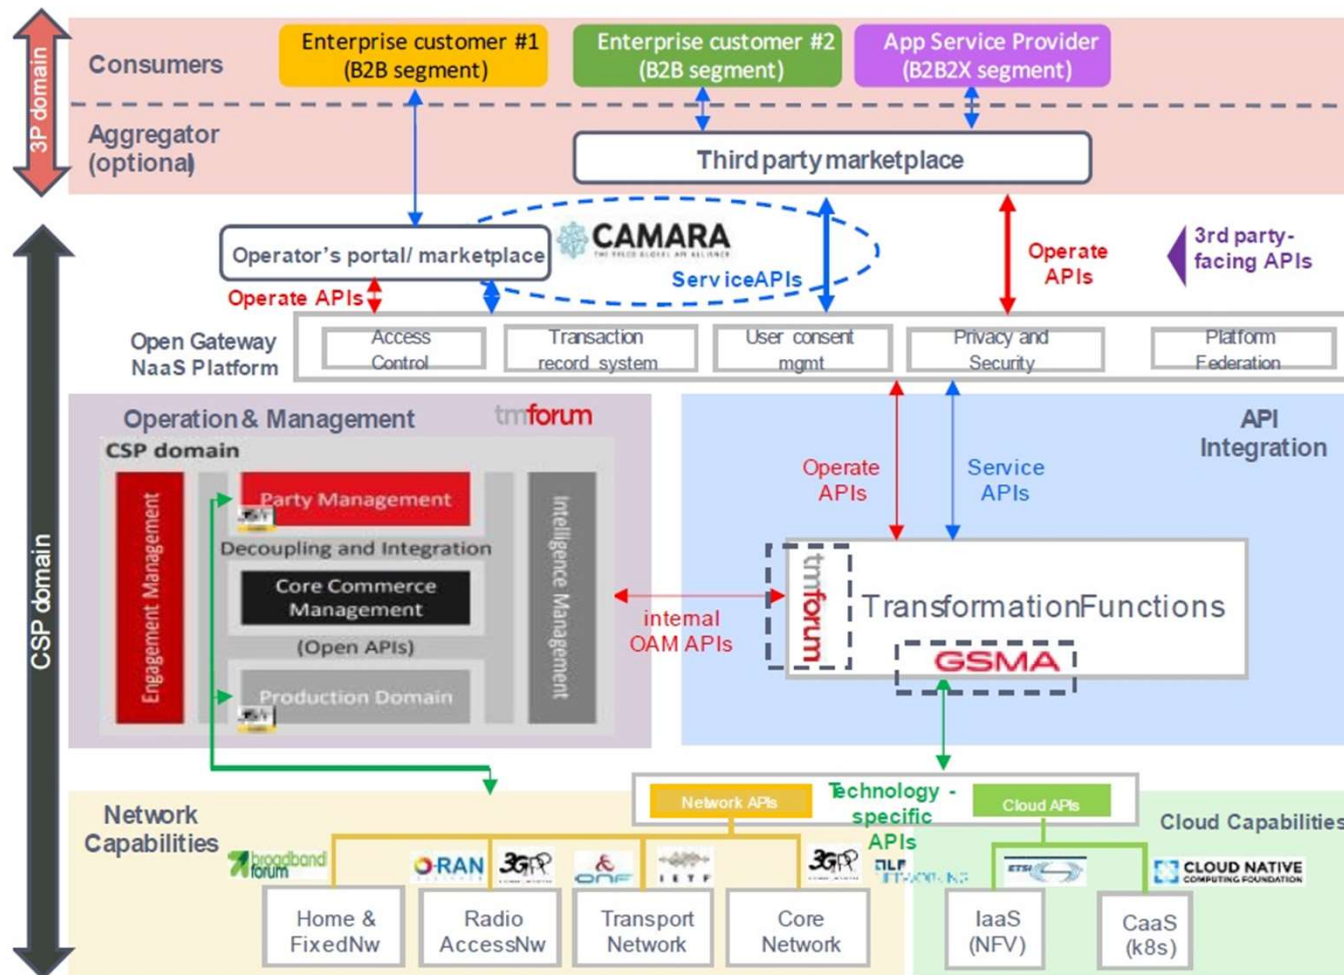 3P domain
Consumers
Enterprise customer #1
(B2B segment)
Enterprise customer #2
(B2B segment)
App Service Provider
(B2B2X segment)
Aggregator
(optional)
Third party marketplace
CSP domain
Operator's portal/ marketplace
CAMARA
THE TELCO GLOBAL API ALLIANCE
ServiceAPIs
Operate APIs
Operate
APIs
3rd party-
facing APIs
Open Gateway
NaaS Platform
Access
Control
Transaction
record system
User consent
mgmt
Privacy and
Security
Platform
Federation
Operation & Management
tmforum
CSP domain
Engagement Management
Party Management
Decoupling and Integration
Core Commerce
Management
(Open APIs)
Production Domain
Intelligence Management
internal
OAM APIs
API
Integration
Operate
APIs
Service
APIs
tmforum
TransformationFunctions
GSMA
Network
Capabilities
Network APIs
Technology -
specific
APIs
Cloud APIs
Cloud Capabilities
broadband
forum
O-RAN
3GPP
ONF
IETF
3GPP
ETSI
CLOUD NATIVE
COMPUTING FOUNDATION
Home &
FixedNw
Radio
AccessNw
Transport
Network
Core
Network
IaaS
(NFV)
CaaS
(k8s)